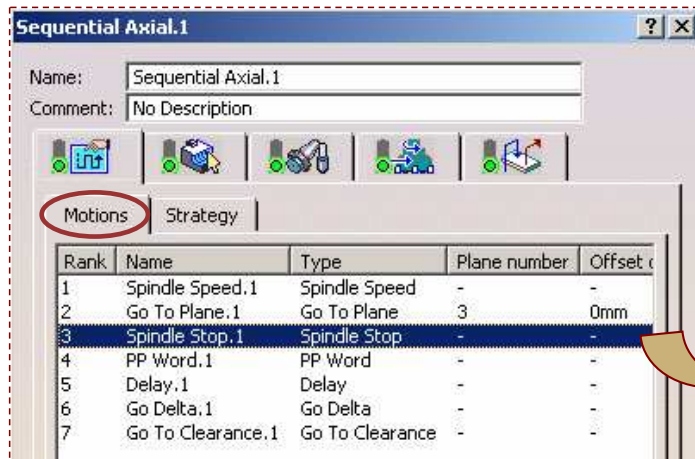 Sequential Axial.1
Name: Sequential Axial.1
Comment: No Description
Motions Strategy
Rank Name Type Plane number Offset
1 Spindle Speed.1 Spindle Speed - -
2 Go To Plane.1 Go To Plane 3 0mm
3 Spindle Stop.1 Spindle Stop - -
4 PP Word.1 PP Word - -
5 Delay.1 Delay - -
6 Go Delta.1 Go Delta - -
7 Go To Clearance.1 Go To Clearance - -